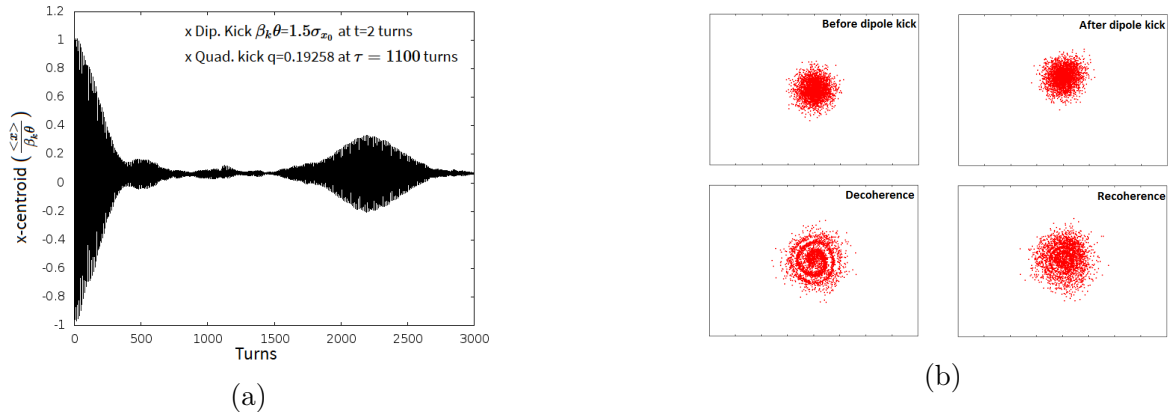 x Dip. Kick βₖθ=1.5σₓ₀ at t=2 turns
x Quad. kick q=0.19258 at τ = 1100 turns
x-centroid (<x>/βₖθ)
1.2
1
0.8
0.6
0.4
0.2
0
-0.2
-0.4
-0.6
-0.8
-1
0 500 1000 1500 2000 2500 3000
Turns
(a)
Before dipole kick
After dipole kick
Decoherence
Recoherence
(b)